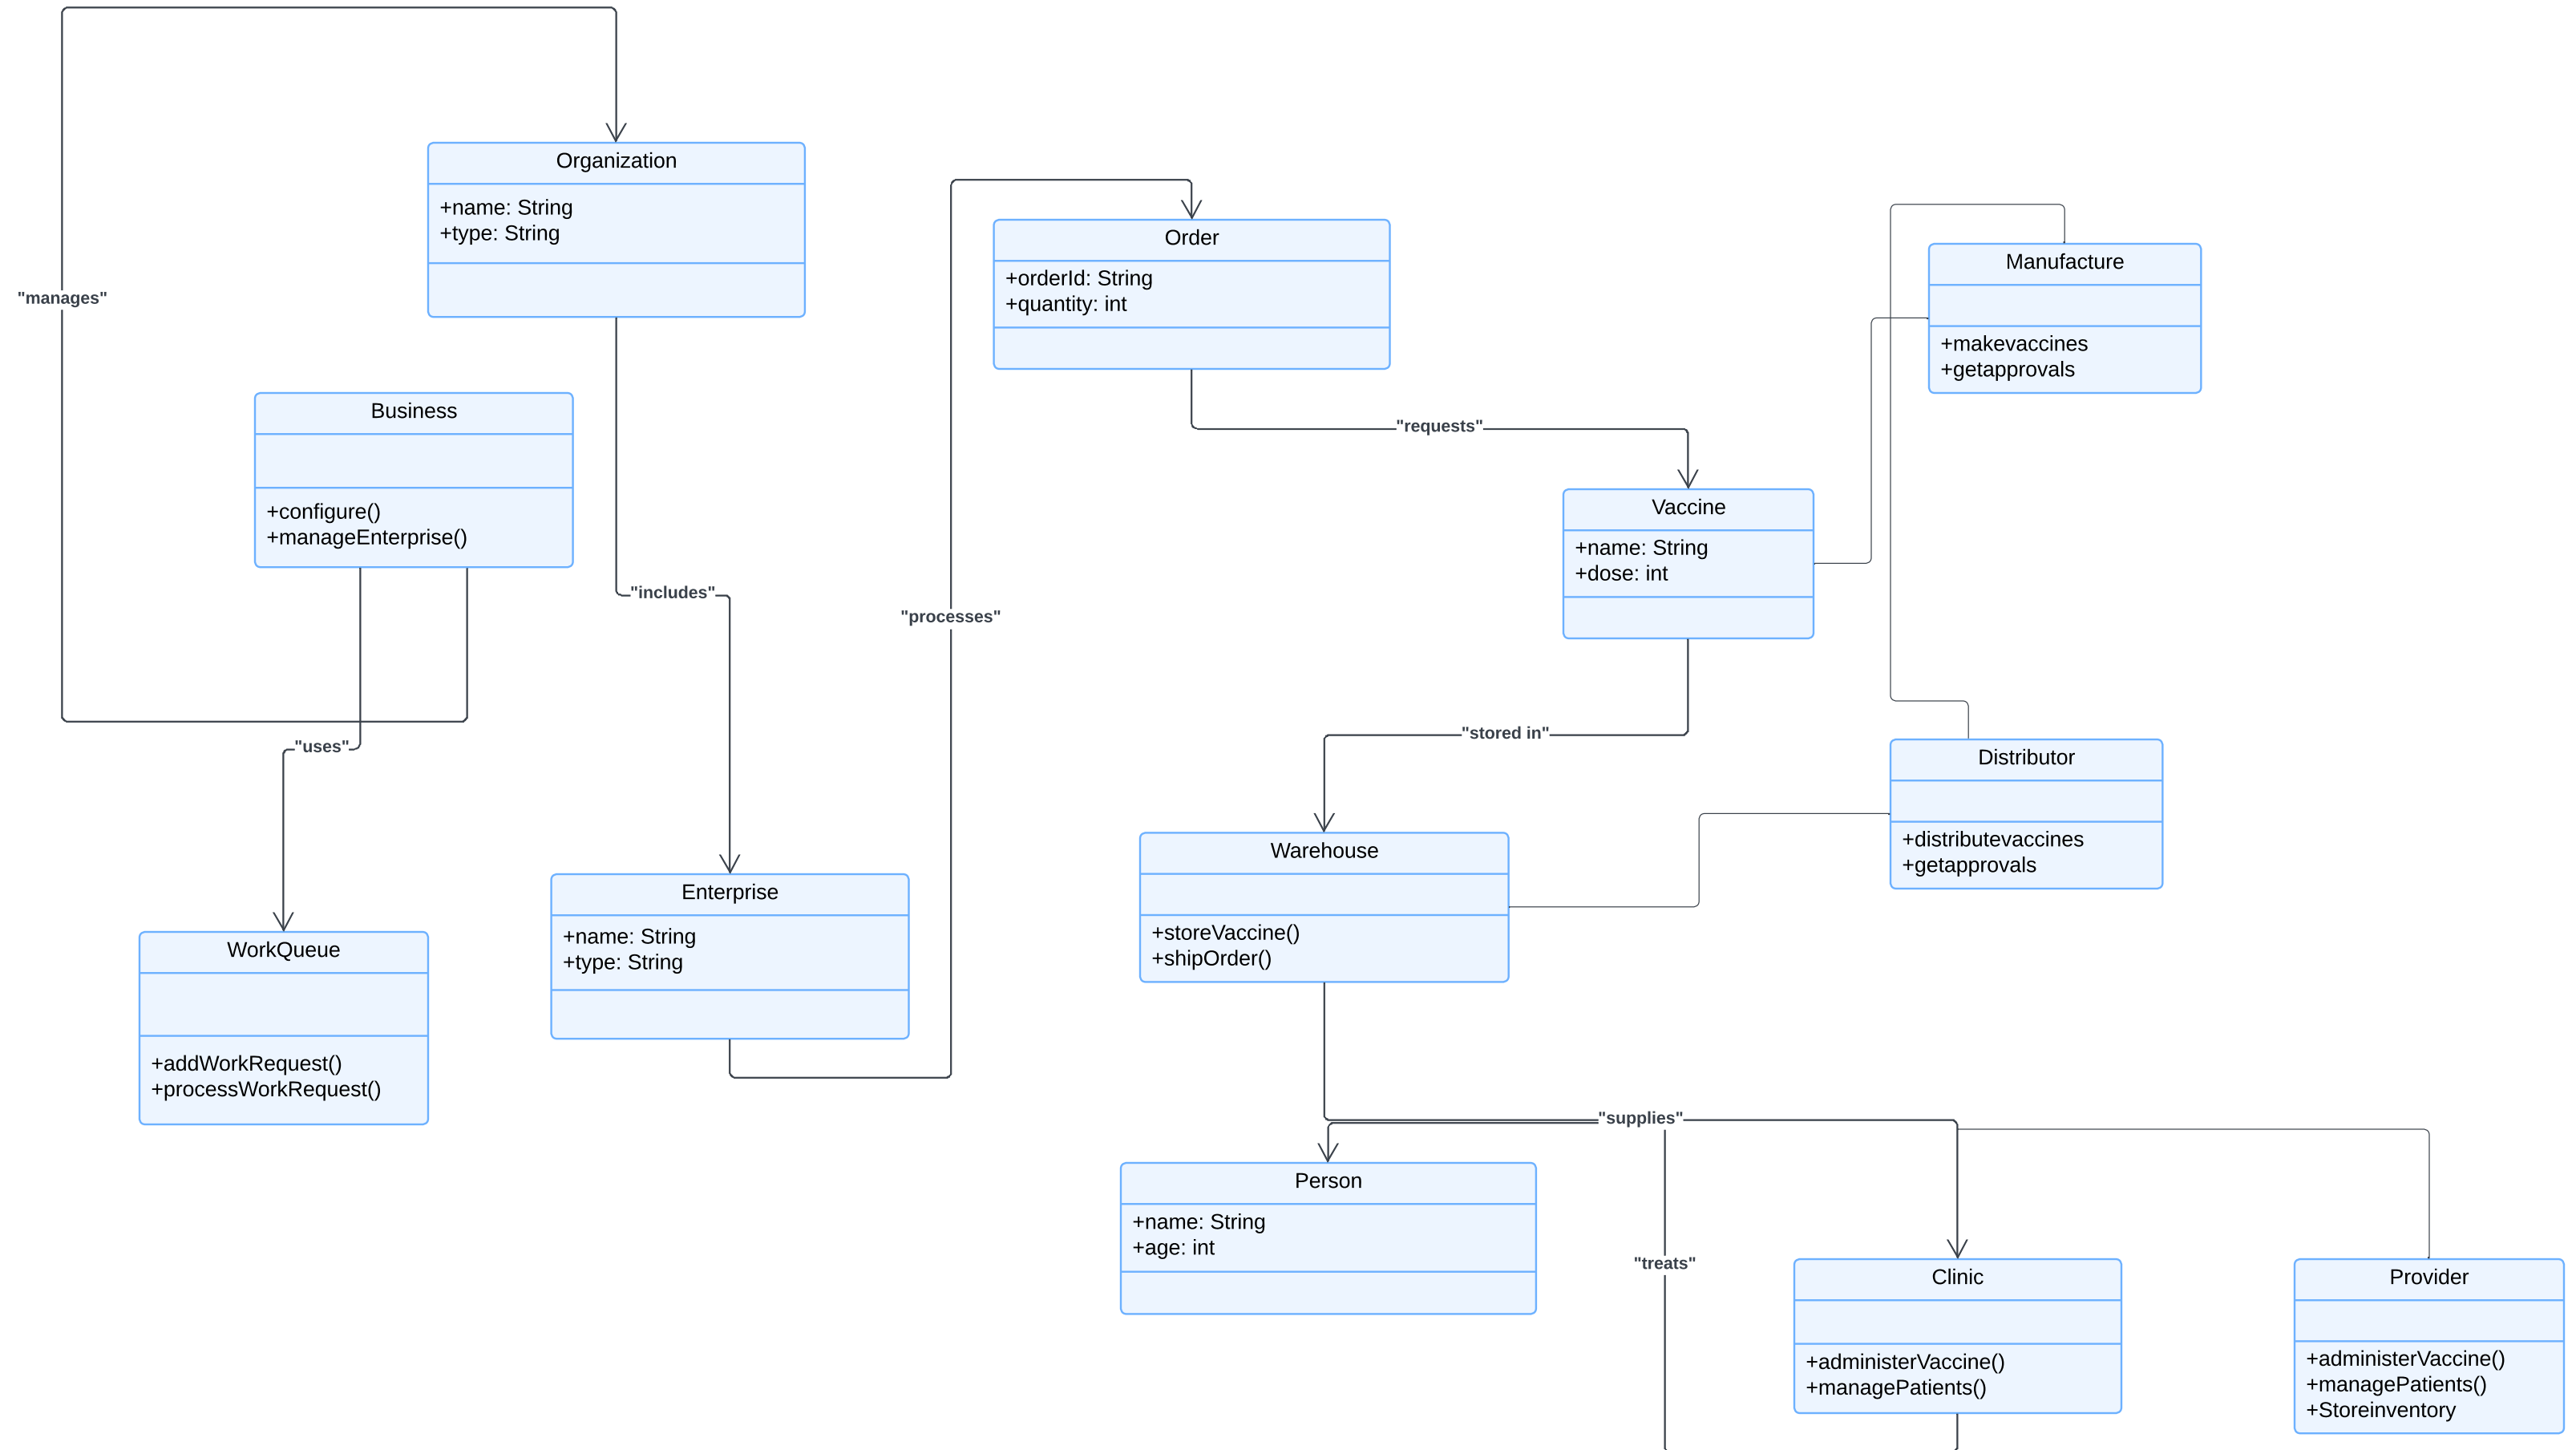 Organization
+name: String
+type: String
"manages"
Business
+configure()
+manageEnterprise()
"includes"
"uses"
WorkQueue
+addWorkRequest()
+processWorkRequest()
Enterprise
+name: String
+type: String
"processes"
Order
+orderId: String
+quantity: int
"requests"
Manufacture
+makevaccines
+getapprovals
Vaccine
+name: String
+dose: int
"stored in"
Distributor
+distributevaccines
+getapprovals
Warehouse
+storeVaccine()
+shipOrder()
"supplies"
Person
+name: String
+age: int
"treats"
Clinic
+administerVaccine()
+managePatients()
Provider
+administerVaccine()
+managePatients()
+Storeinventory